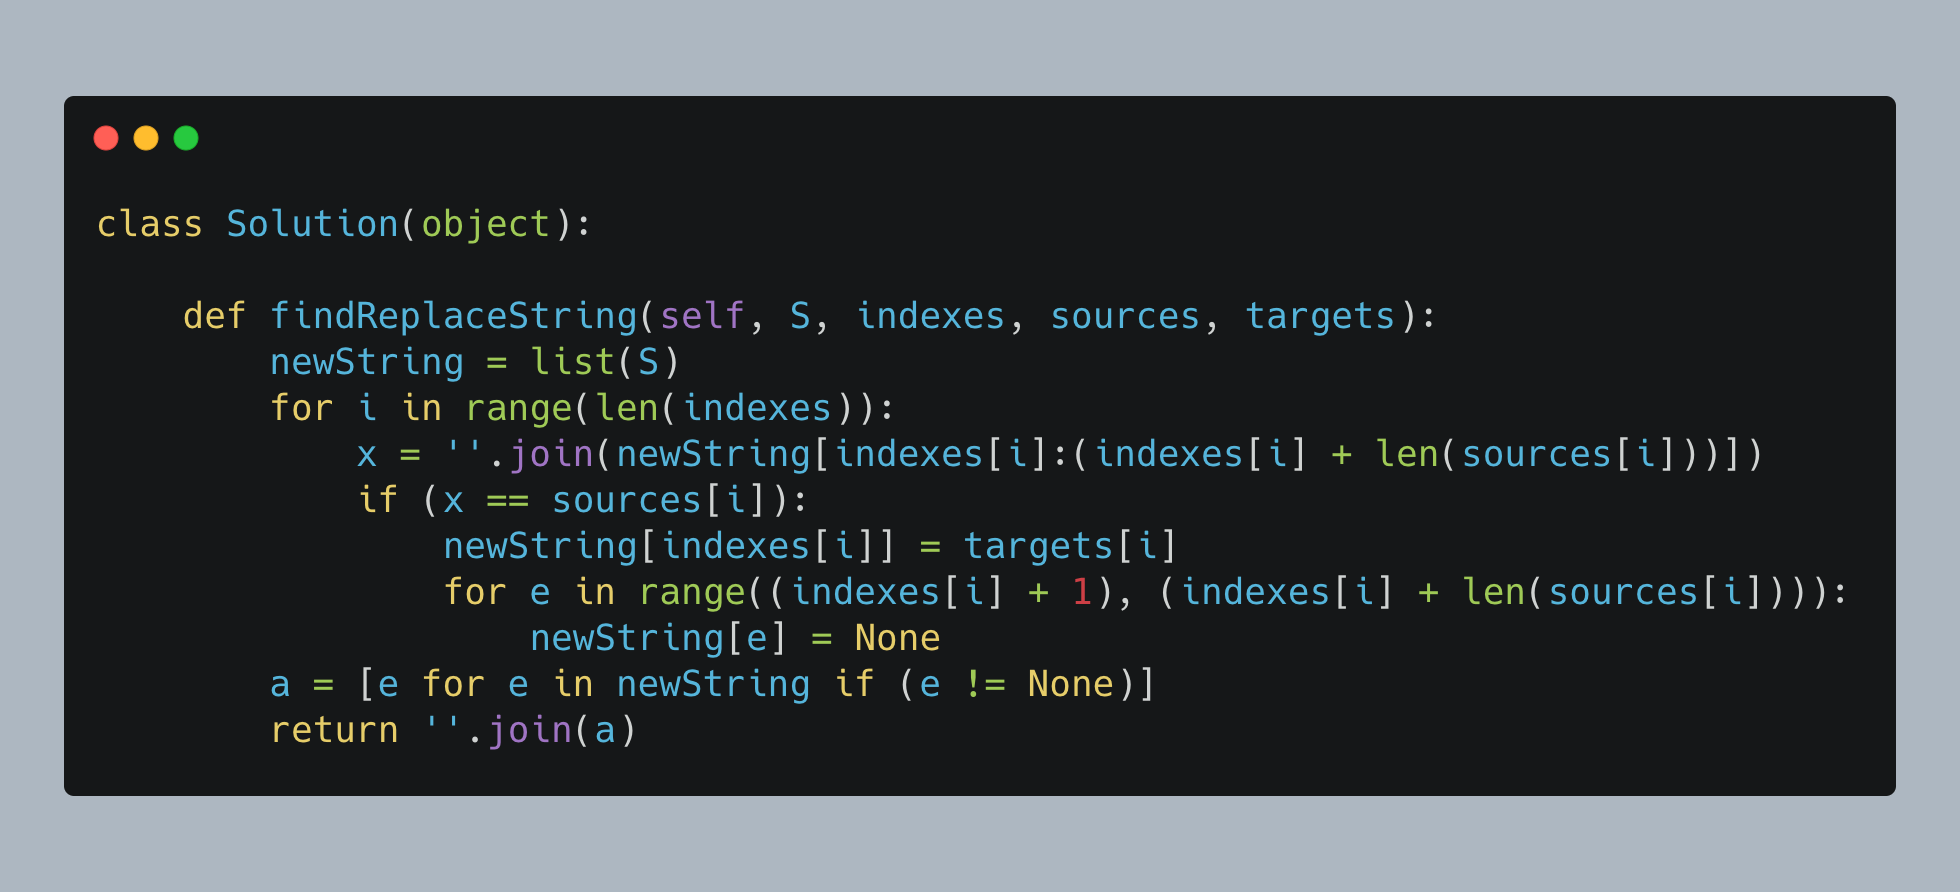 class Solution(object):

    def findReplaceString(self, S, indexes, sources, targets):
        newString = list(S)
        for i in range(len(indexes)):
            x = ''.join(newString[indexes[i]:(indexes[i] + len(sources[i]))])
            if (x == sources[i]):
                newString[indexes[i]] = targets[i]
                for e in range((indexes[i] + 1), (indexes[i] + len(sources[i]))):
                    newString[e] = None
        a = [e for e in newString if (e != None)]
        return ''.join(a)